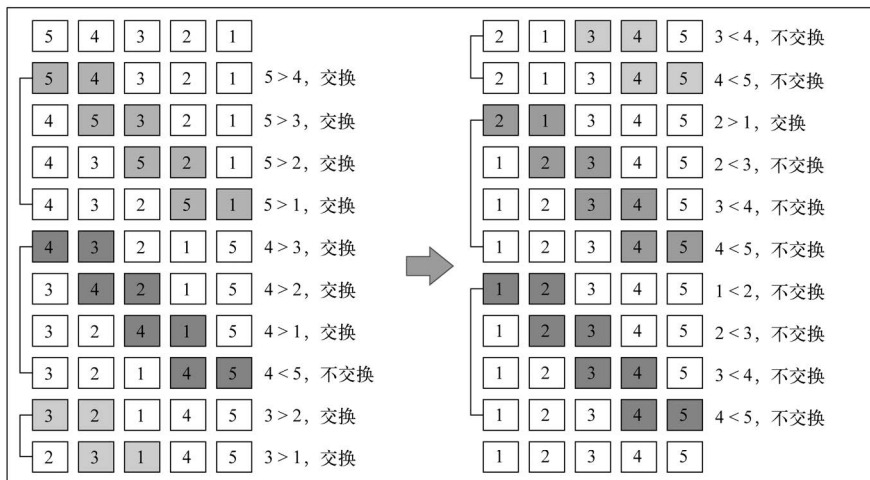 5 4 3 2 1
5 4 3 2 1 5 > 4，交换
4 5 3 2 1 5 > 3，交换
4 3 5 2 1 5 > 2，交换
4 3 2 5 1 5 > 1，交换
4 3 2 1 5 4 > 3，交换
3 4 2 1 5 4 > 2，交换
3 2 4 1 5 4 > 1，交换
3 2 1 4 5 4 < 5，不交换
3 2 1 4 5 3 > 2，交换
2 3 1 4 5 3 > 1，交换
2 1 3 4 5 3 < 4，不交换
2 1 3 4 5 4 < 5，不交换
2 1 3 4 5 2 > 1，交换
1 2 3 4 5 2 < 3，不交换
1 2 3 4 5 3 < 4，不交换
1 2 3 4 5 4 < 5，不交换
1 2 3 4 5 1 < 2，不交换
1 2 3 4 5 2 < 3，不交换
1 2 3 4 5 3 < 4，不交换
1 2 3 4 5 4 < 5，不交换
1 2 3 4 5